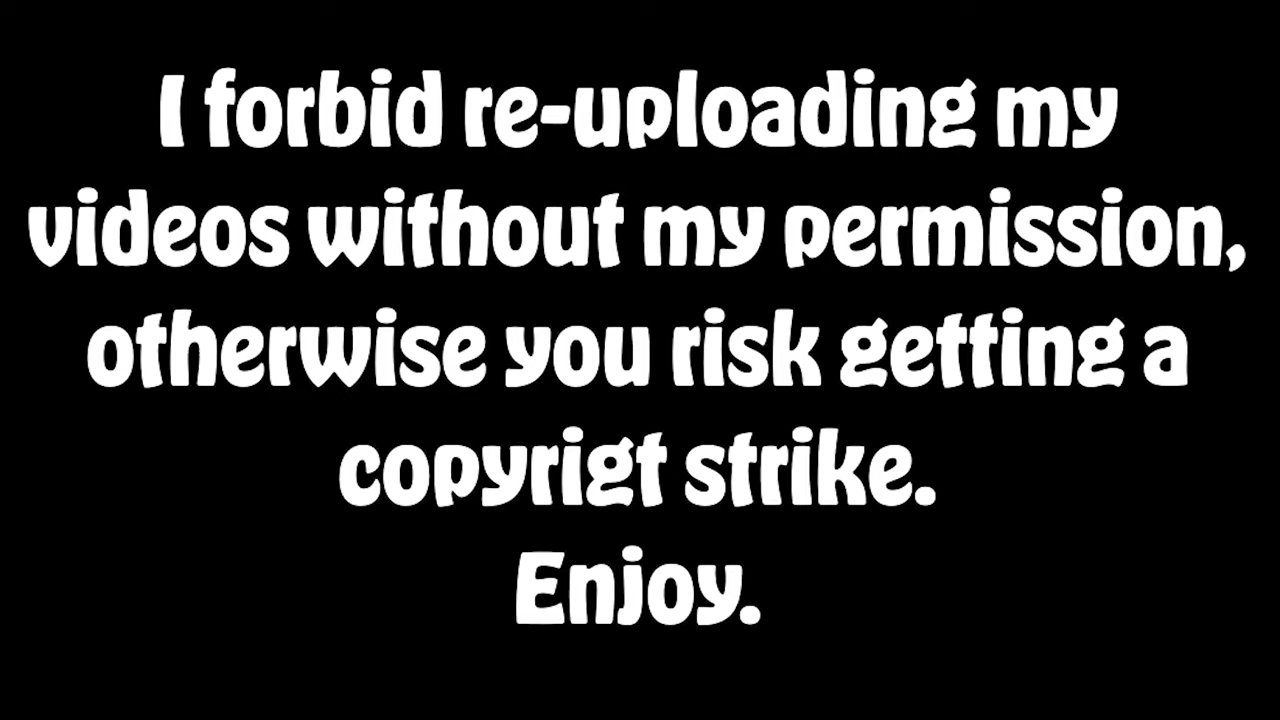 I forbid re-uploading my
videos without my permission,
otherwise you risk getting a
copyrigt strike.
Enjoy.